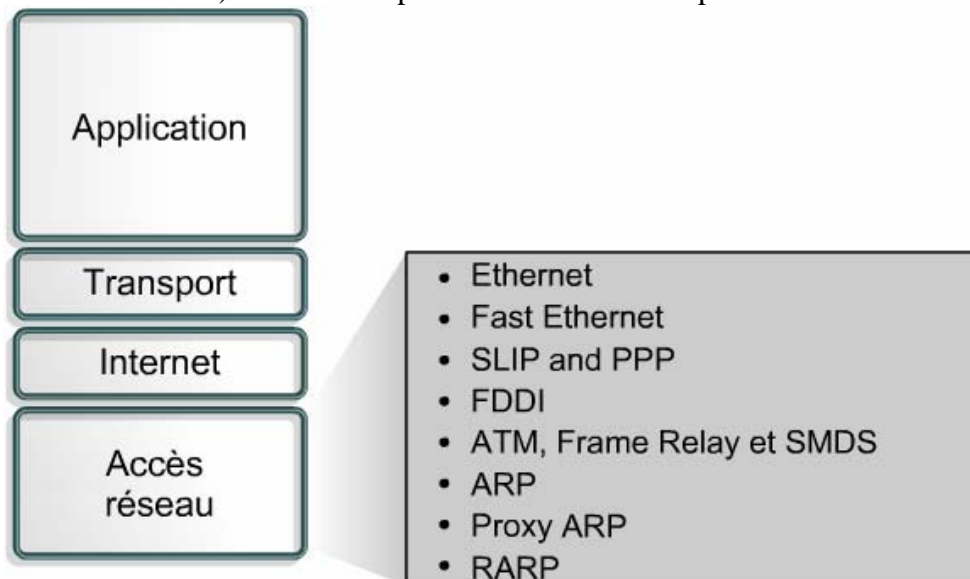 Application
Transport
Internet
Accès
réseau
• Ethernet
• Fast Ethernet
• SLIP and PPP
• FDDI
• ATM, Frame Relay et SMDS
• ARP
• Proxy ARP
• RARP